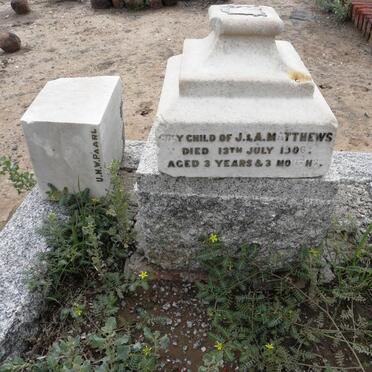 CHILD OF J. & A. MATTHEWS
DIED 13TH JULY
AGED 3 YEARS & 3
U.H.V. PAARL